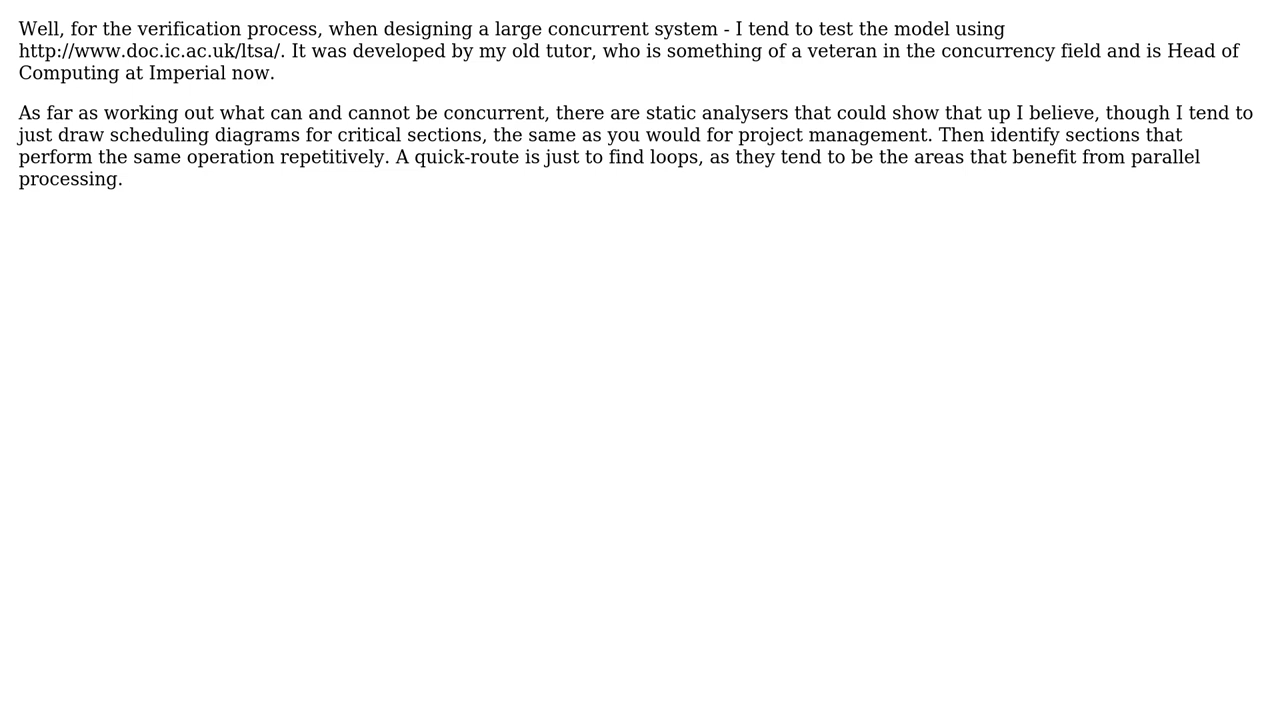 Well, for the verification process, when designing a large concurrent system - I tend to test the model using
http://www.doc.ic.ac.uk/ltsa/. It was developed by my old tutor, who is something of a veteran in the concurrency field and is Head of
Computing at Imperial now.
As far as working out what can and cannot be concurrent, there are static analysers that could show that up I believe, though I tend to
just draw scheduling diagrams for critical sections, the same as you would for project management. Then identify sections that
perform the same operation repetitively. A quick-route is just to find loops, as they tend to be the areas that benefit from parallel
processing.